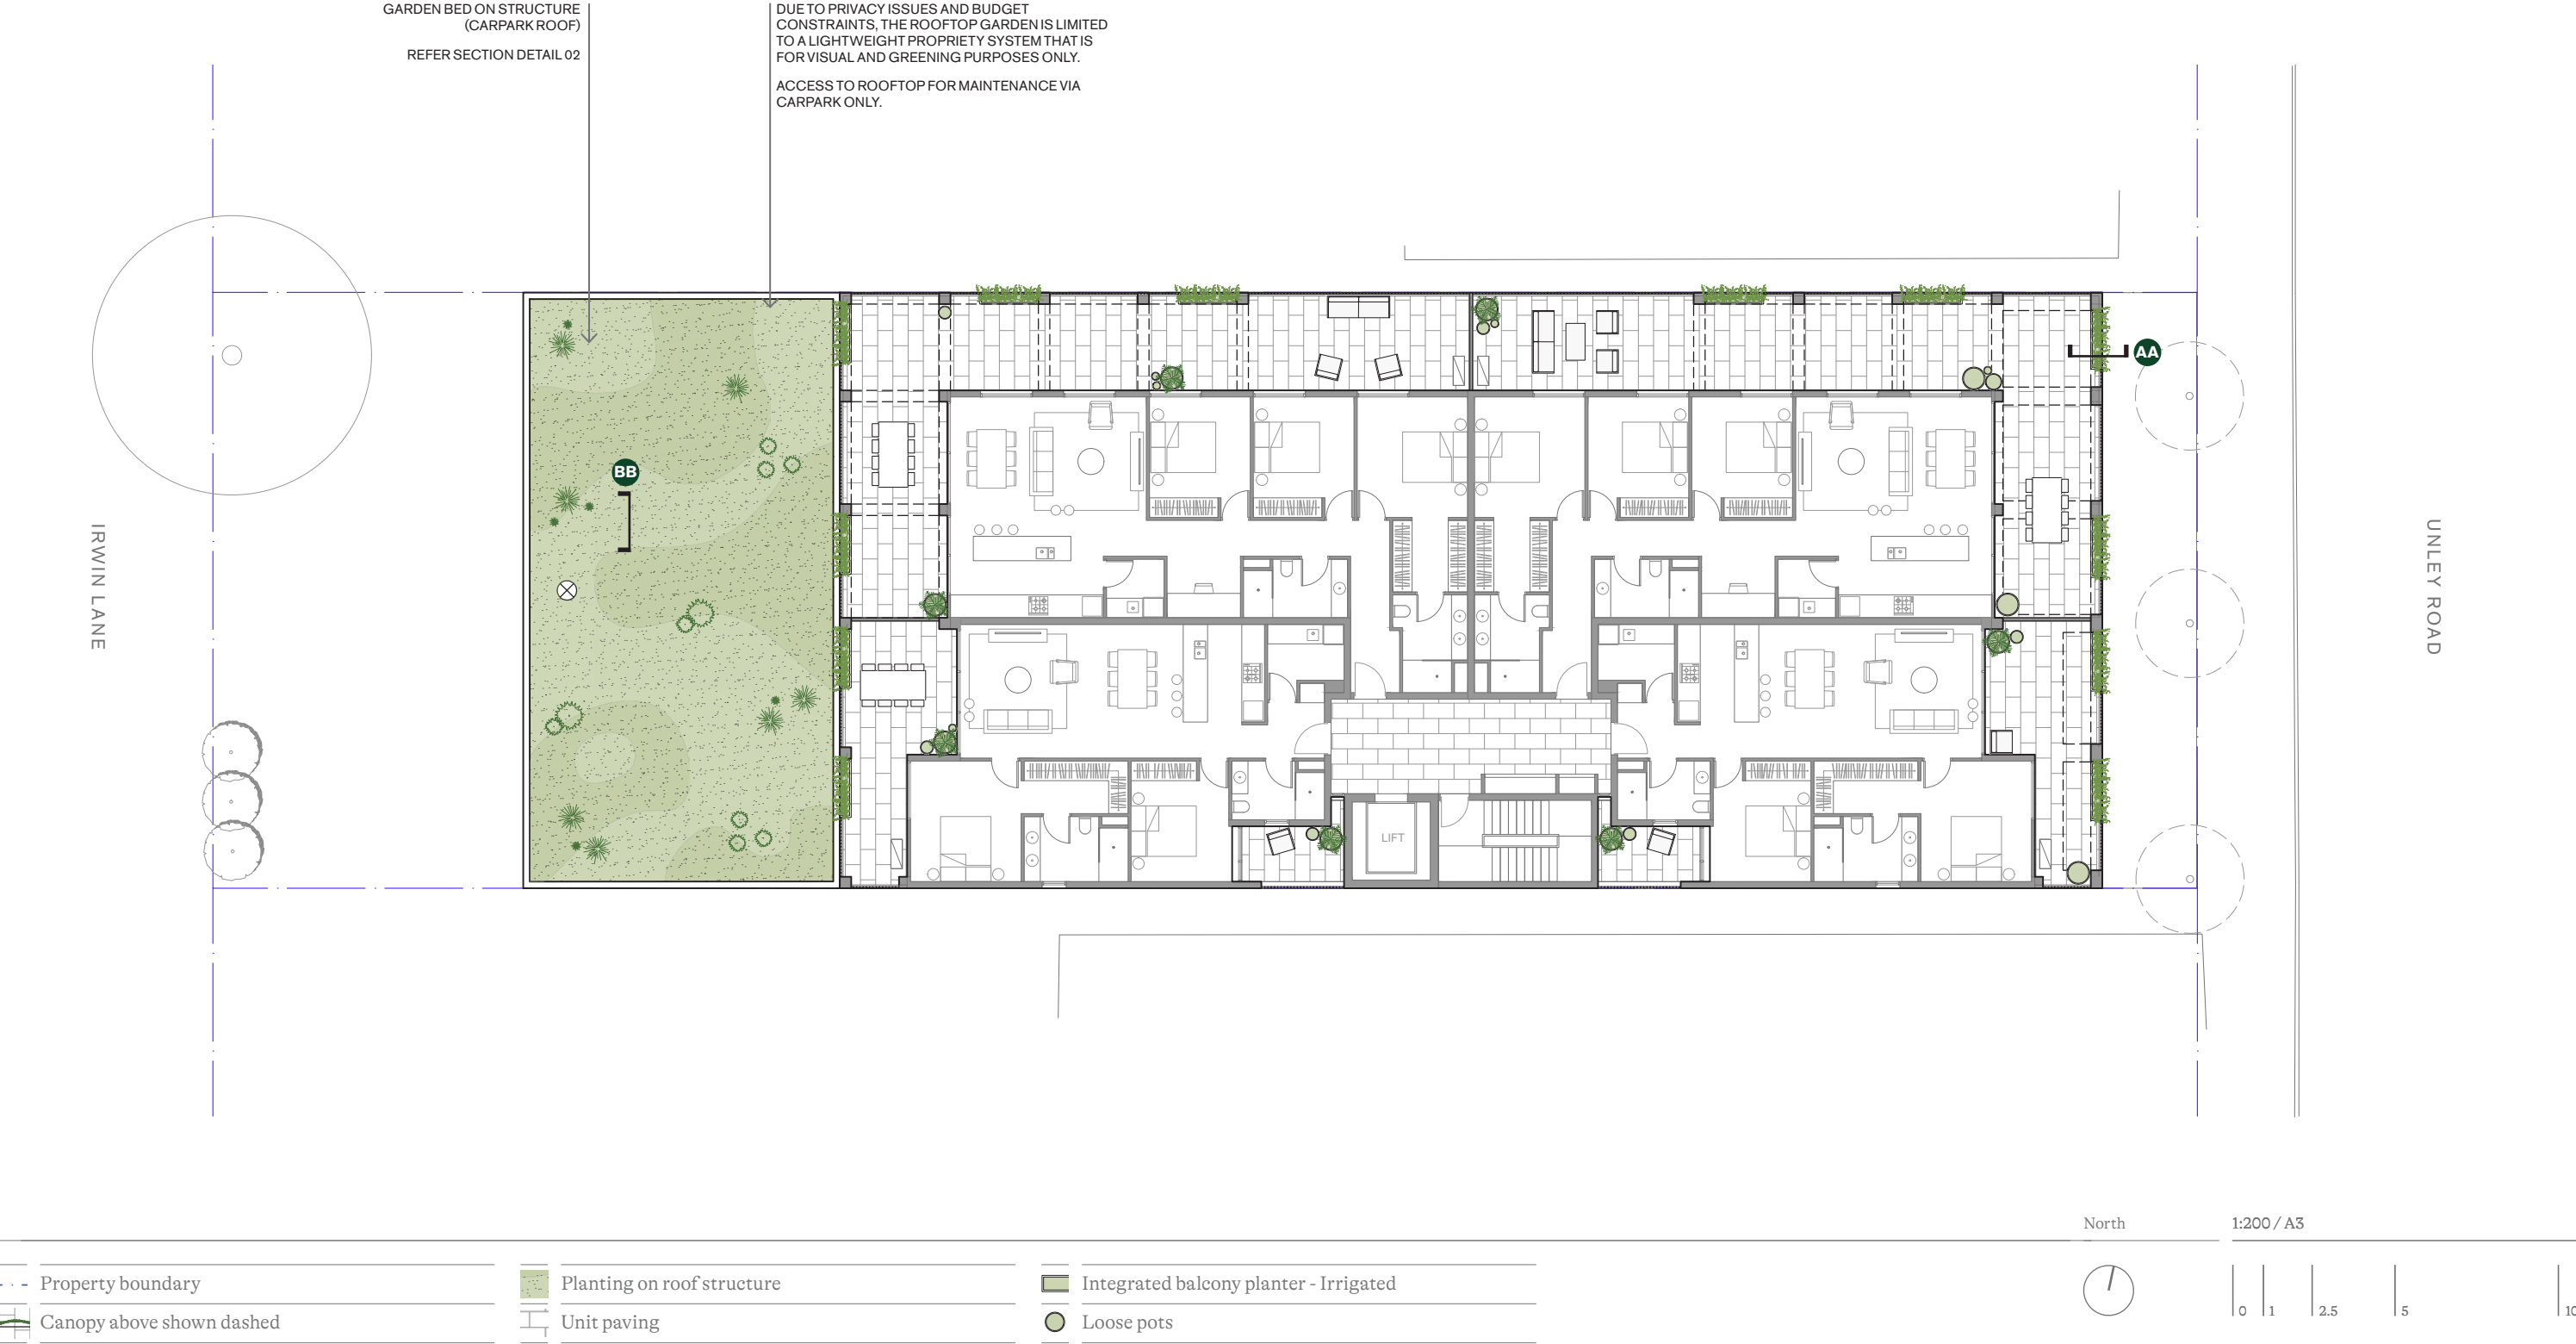 GARDEN BED ON STRUCTURE
(CARPARK ROOF)
REFER SECTION DETAIL 02
DUE TO PRIVACY ISSUES AND BUDGET
CONSTRAINTS, THE ROOFTOP GARDEN IS LIMITED
TO A LIGHTWEIGHT PROPRIETY SYSTEM THAT IS
FOR VISUAL AND GREENING PURPOSES ONLY.
ACCESS TO ROOFTOP FOR MAINTENANCE VIA
CARPARK ONLY.
AA
BB
IRWIN LANE
UNLEY ROAD
LIFT
North
1:200 / A3
Property boundary
Planting on roof structure
Integrated balcony planter - Irrigated
Canopy above shown dashed
Unit paving
Loose pots
0 1 2.5 5 10